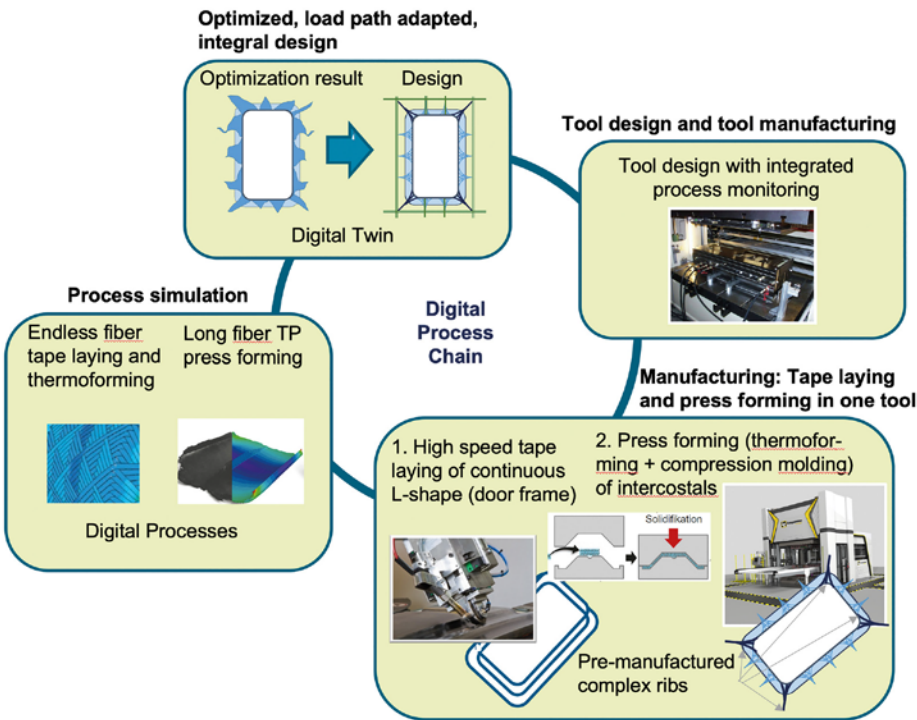 Optimized, load path adapted,
integral design
Optimization result
Design
Digital Twin
Tool design and tool manufacturing
Tool design with integrated
process monitoring
Process simulation
Endless fiber
tape laying and
thermoforming
Long fiber TP
press forming
Digital Processes
Digital
Process
Chain
Manufacturing: Tape laying
and press forming in one tool
1. High speed tape
laying of continuous
L-shape (door frame)
2. Press forming (thermofor-
ming + compression molding)
of intercostals
Solidifikation
Pre-manufactured
complex ribs